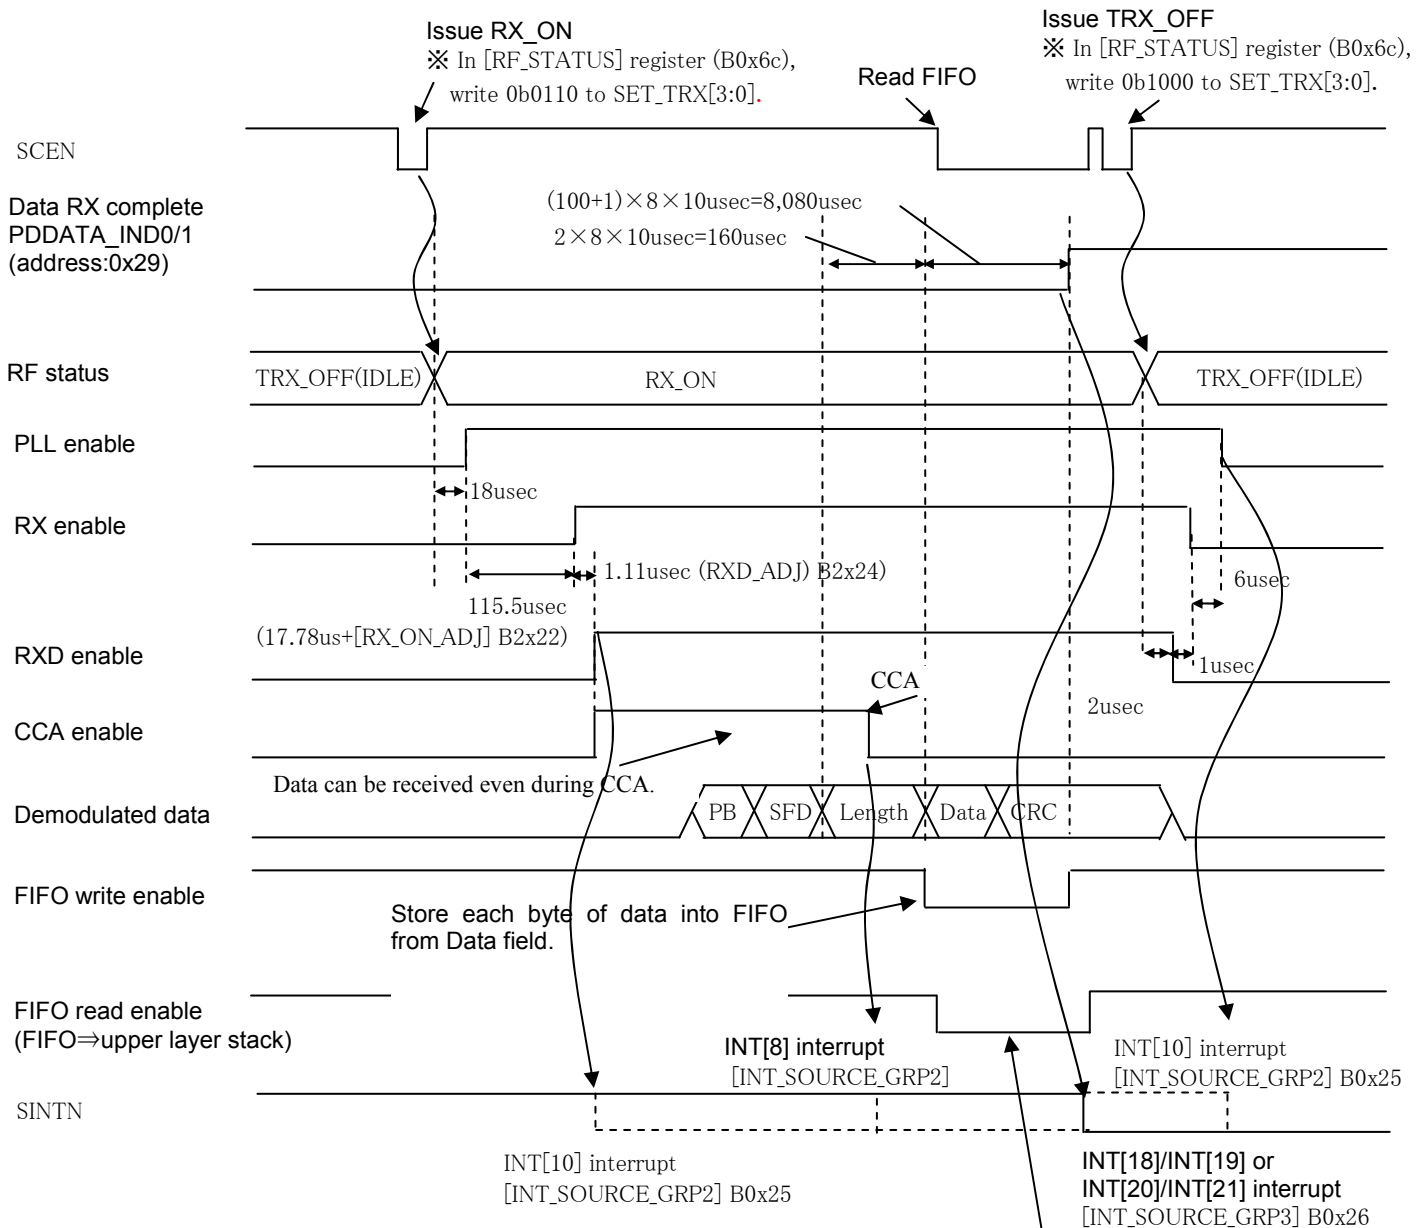 Issue RX_ON
※ In [RF_STATUS] register (B0x6c),
write 0b0110 to SET_TRX[3:0].
Issue TRX_OFF
※ In [RF_STATUS] register (B0x6c),
write 0b1000 to SET_TRX[3:0].
Read FIFO
SCEN
Data RX complete
PDDATA_IND0/1
(address:0x29)
(100+1)×8×10usec=8,080usec
2×8×10usec=160usec
RF status
TRX_OFF(IDLE)
RX_ON
TRX_OFF(IDLE)
PLL enable
18usec
RX enable
1.11usec (RXD_ADJ) B2x24)
6usec
115.5usec
(17.78us+[RX_ON_ADJ] B2x22)
RXD enable
1usec
CCA
2usec
CCA enable
Data can be received even during CCA.
Demodulated data
PB
SFD
Length
Data
CRC
FIFO write enable
Store each byte of data into FIFO
from Data field.
FIFO read enable
(FIFO⇒upper layer stack)
INT[8] interrupt
[INT_SOURCE_GRP2]
INT[10] interrupt
[INT_SOURCE_GRP2] B0x25
SINTN
INT[10] interrupt
[INT_SOURCE_GRP2] B0x25
INT[18]/INT[19] or
INT[20]/INT[21] interrupt
[INT_SOURCE_GRP3] B0x26